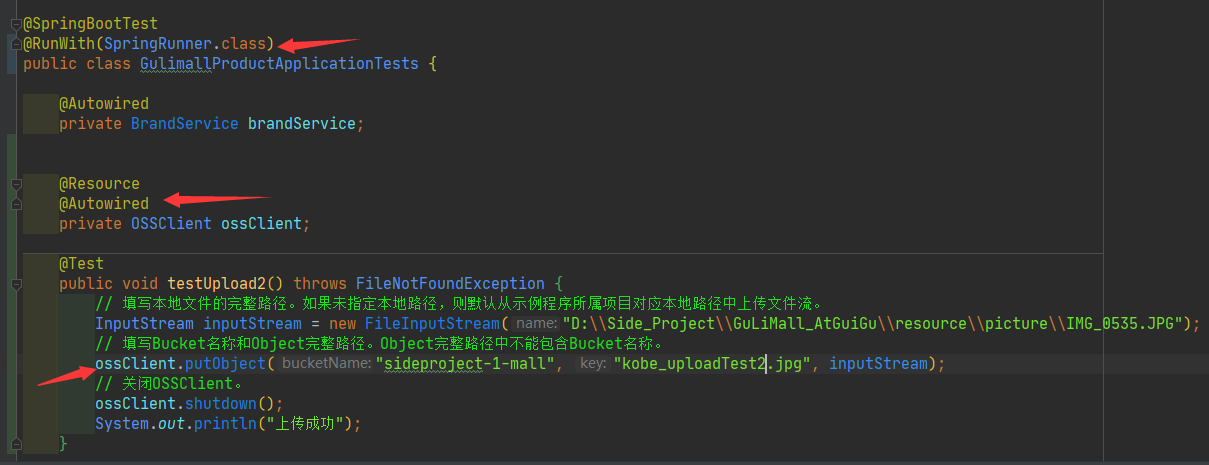 @SpringBootTest
@RunWith(SpringRunner.class)
public class GulimallProductApplicationTests {
@Autowired
private BrandService brandService;
@Resource
@Autowired
private OSSClient ossClient;
@Test
public void testUpload2() throws FileNotFoundException {
// 填写本地文件的完整路径。如果未指定本地路径，则默认从示例程序所属项目对应本地路径中上传文件流。
InputStream inputStream = new FileInputStream( name: "D:\\Side_Project\\GuLiMall_AtGuiGu\\resource\\picture\\IMG_0535.JPG");
// 填写Bucket名称和Object完整路径。Object完整路径中不能包含Bucket名称。
ossClient.putObject( bucketName: "sideproject-1-mall", key: "kobe_uploadTest2.jpg", inputStream);
// 关闭OSSClient。
ossClient.shutdown();
System.out.println("上传成功");
}